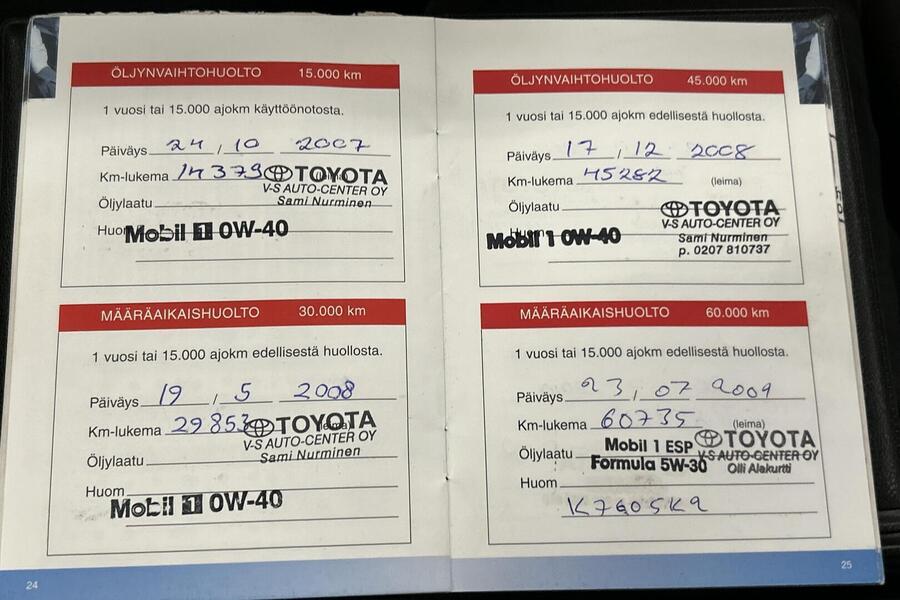 ÖLJYNVAIHTOHUOLTO 15.000 km
1 vuosi tai 15.000 ajokm käyttöönotosta.
Päiväys 24 / 10 2007
Km-lukema 14379 TOYOTA
V-S AUTO-CENTER OY
Öljylaatu Sami Nurminen
Mobil 1 0W-40
MÄÄRÄAIKAISHUOLTO 30.000 km
1 vuosi tai 15.000 ajokm edellisestä huollosta.
Päiväys 19 / 5 2008
Km-lukema 29853 TOYOTA
V-S AUTO-CENTER OY
Öljylaatu Sami Nurminen
Huom
Mobil 1 0W-40
24
ÖLJYNVAIHTOHUOLTO 45.000 km
1 vuosi tai 15.000 ajokm edellisestä huollosta.
Päiväys 17 / 12 2008
Km-lukema 45282 (leima)
Öljylaatu TOYOTA
V-S AUTO-CENTER OY
Mobil 1 0W-40 Sami Nurminen
p. 0207 810737
MÄÄRÄAIKAISHUOLTO 60.000 km
1 vuosi tai 15.000 ajokm edellisestä huollosta.
Päiväys 23 / 07 2009
Km-lukema 60735 (leima)
Mobil 1 ESP TOYOTA
Öljylaatu V-S AUTO-CENTER OY
Formula 5W-30 Olli Alakurtti
Huom
25